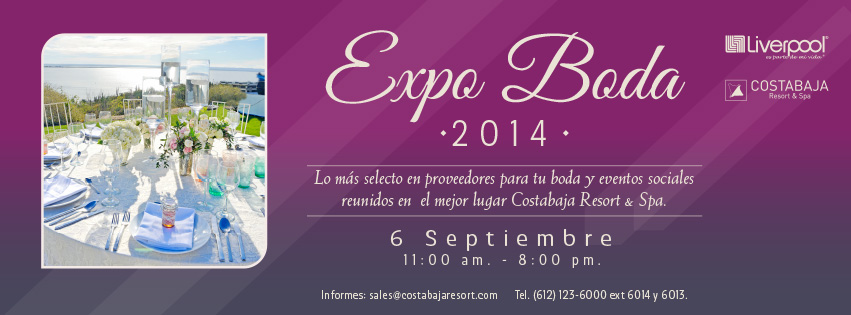 Expo Boda
· 2014 ·
Lo más selecto en proveedores para tu boda y eventos sociales
reunidos en el mejor lugar Costabaja Resort & Spa.
6 Septiembre
11:00 am. - 8:00 pm.
Informes: sales@costabajaresort.com Tel. (612) 123-6000 ext 6014 y 6013.
Liverpool
es parte de mi vida
COSTABAJA
Resort & Spa